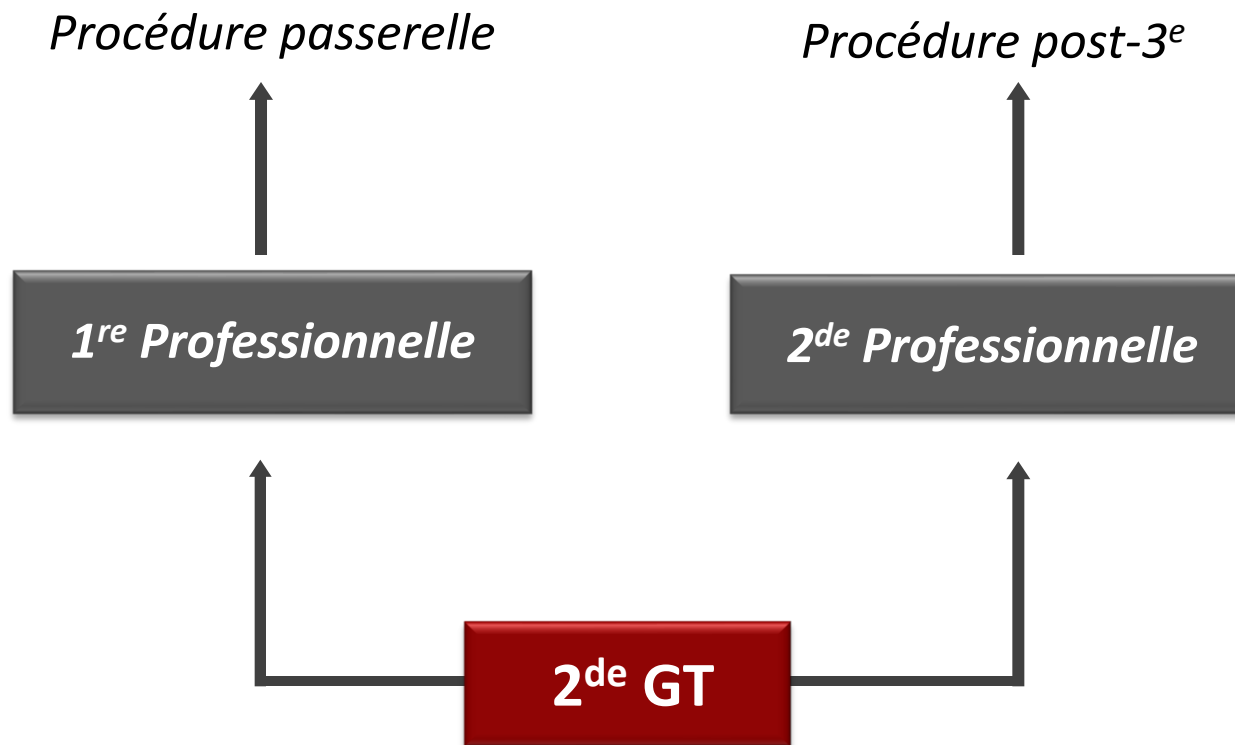 Procédure passerelle
Procédure post-3ᵉ
1ʳᵉ Professionnelle
2ᵈᵉ Professionnelle
2ᵈᵉ GT